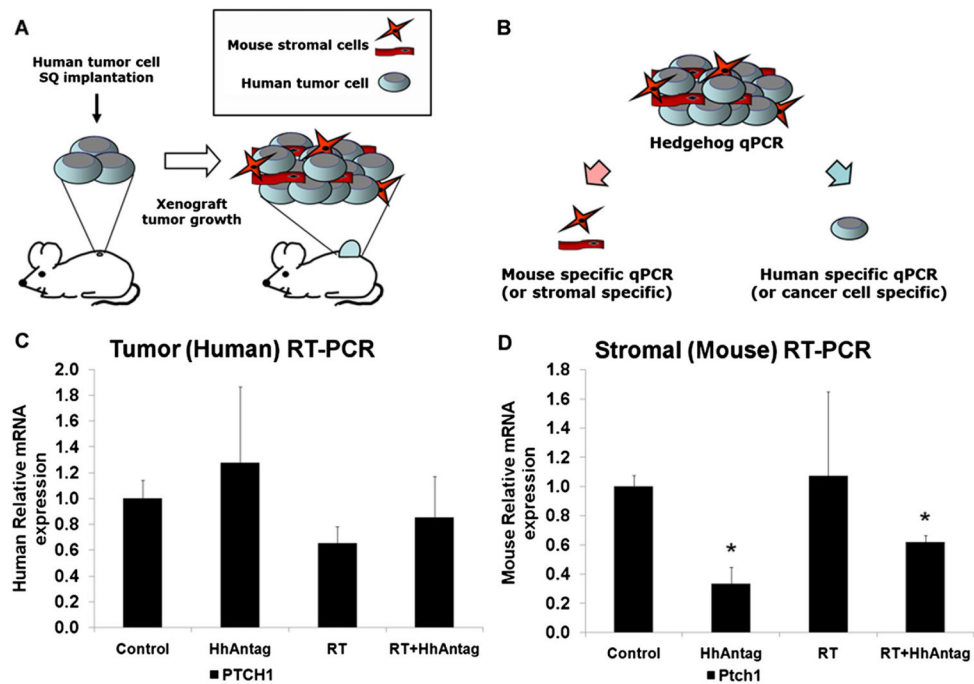 A
Human tumor cell
SQ implantation
Mouse stromal cells
Human tumor cell
Xenograft
tumor growth
B
Hedgehog qPCR
Mouse specific qPCR
(or stromal specific)
Human specific qPCR
(or cancer cell specific)
C
Tumor (Human) RT-PCR
Human Relative mRNA
expression
2.0
1.8
1.6
1.4
1.2
1.0
0.8
0.6
0.4
0.2
0.0
Control
HhAntag
RT
RT+HhAntag
PTCH1
D
Stromal (Mouse) RT-PCR
Mouse Relative mRNA
expression
1.8
1.6
1.4
1.2
1.0
0.8
0.6
0.4
0.2
0.0
*
*
Control
HhAntag
RT
RT+HhAntag
Ptch1